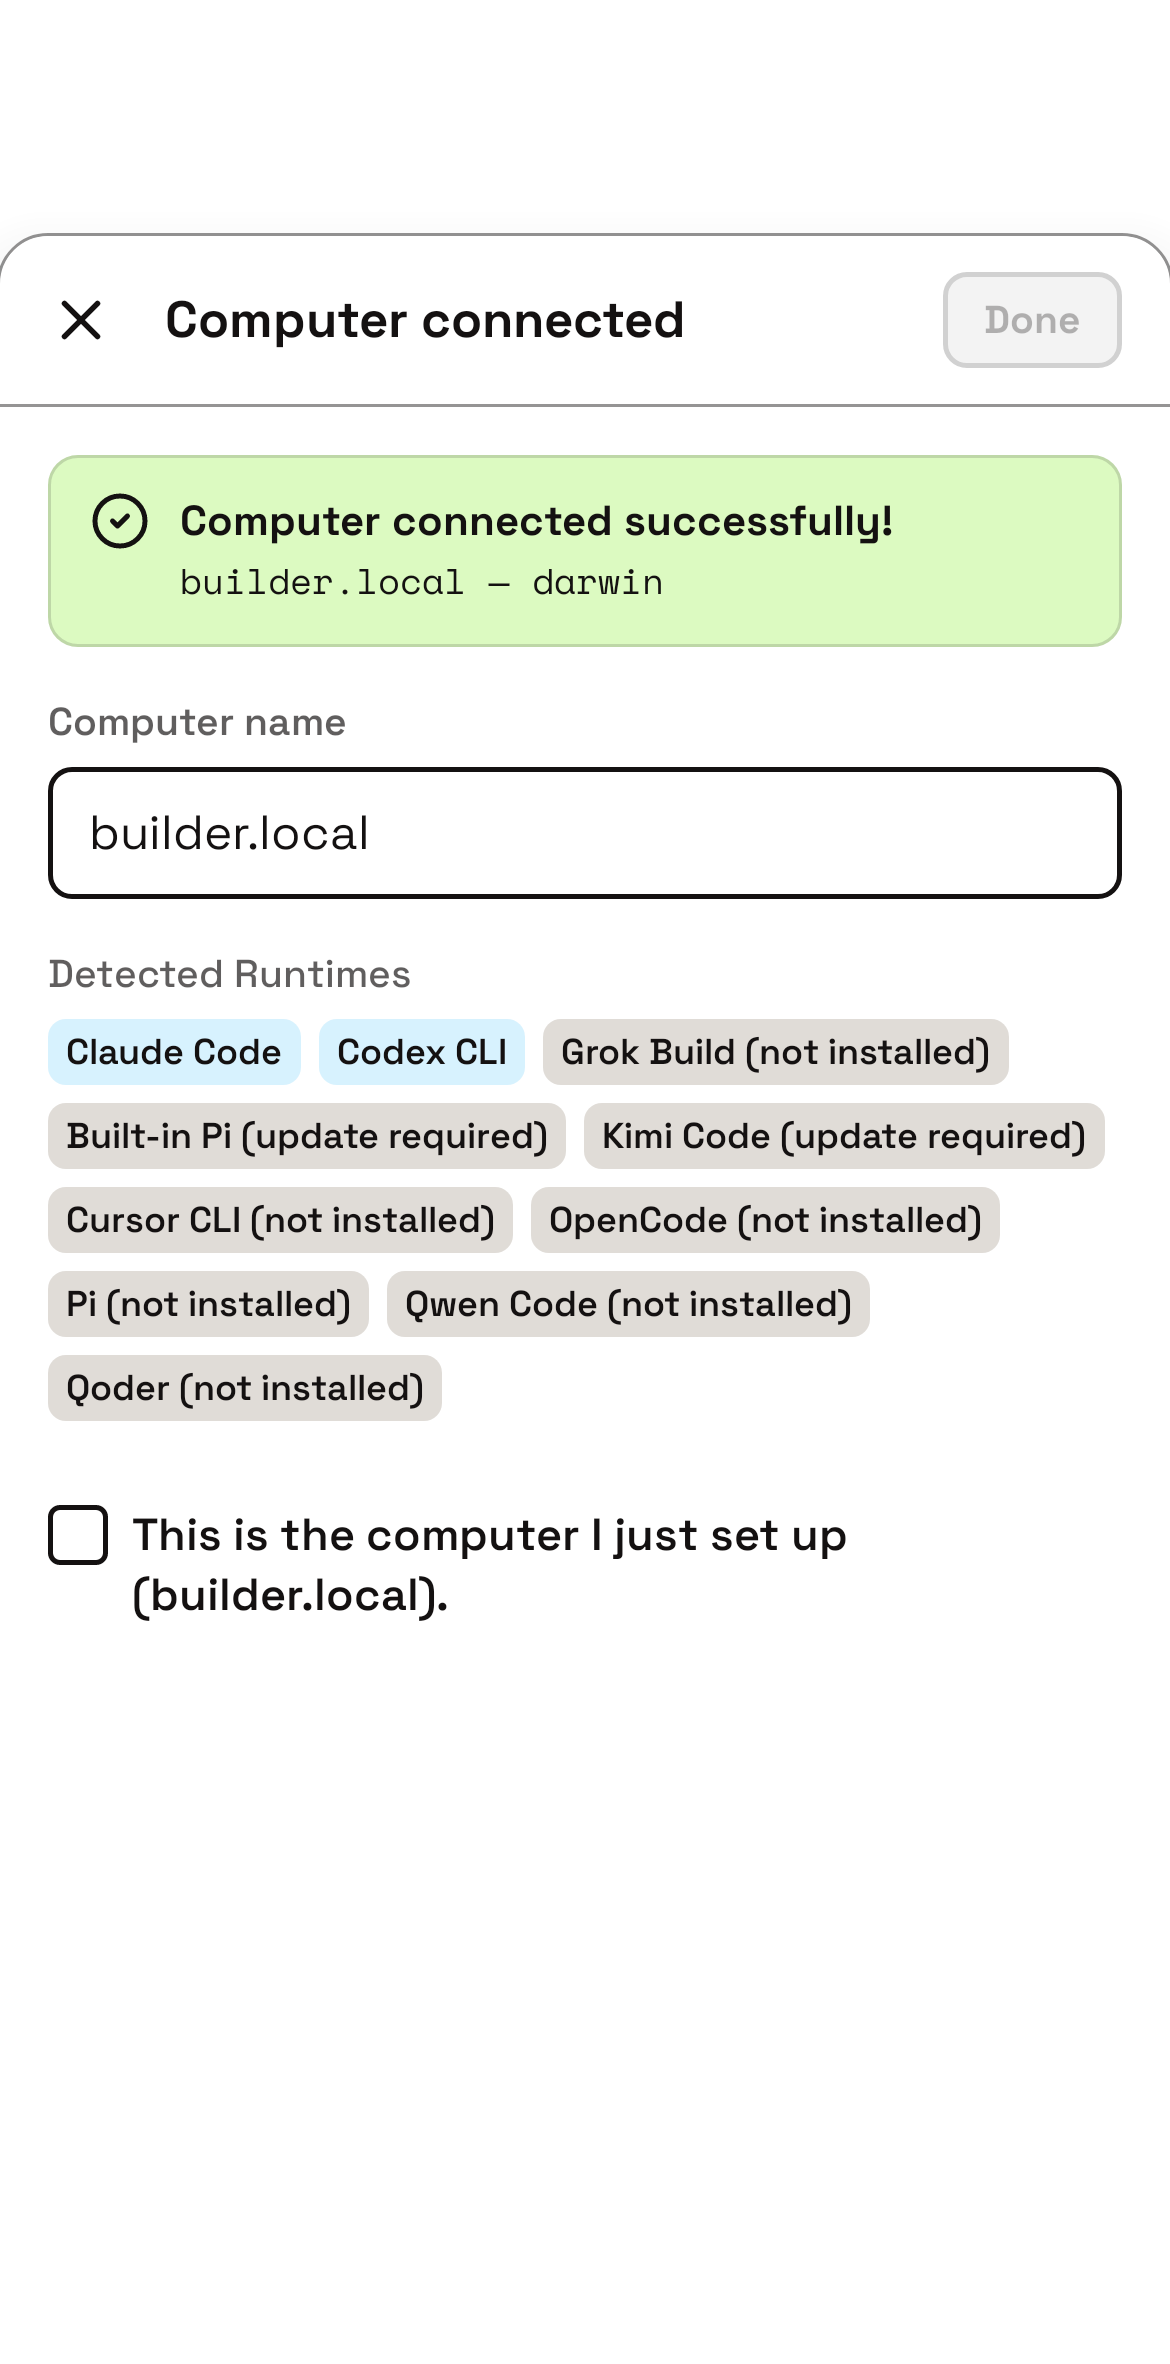 Computer connected
Done
Computer connected successfully!
builder.local — darwin
Computer name
builder.local
Detected Runtimes
Claude Code Codex CLI Grok Build (not installed)
Built-in Pi (update required) Kimi Code (update required)
Cursor CLI (not installed) OpenCode (not installed)
Pi (not installed) Qwen Code (not installed)
Qoder (not installed)
This is the computer I just set up
(builder.local).